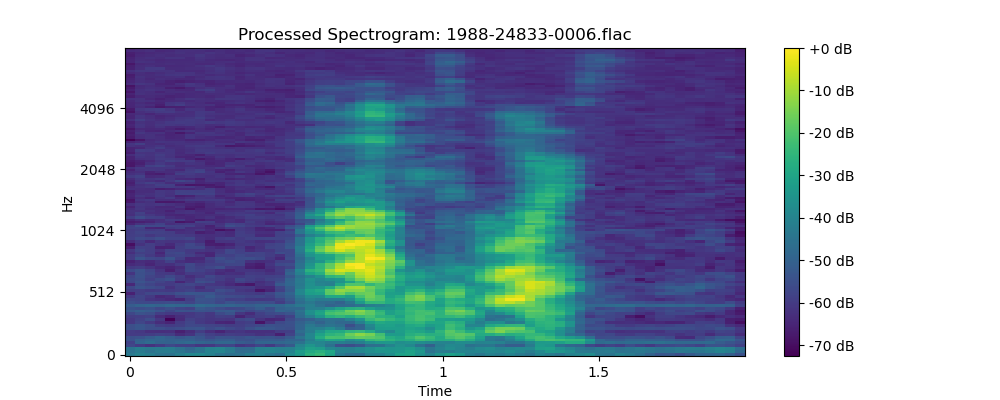 Processed Spectrogram: 1988-24833-0006.flac
Hz
4096
2048
1024
512
0
0
0.5
1
1.5
Time
+0 dB
-10 dB
-20 dB
-30 dB
-40 dB
-50 dB
-60 dB
-70 dB